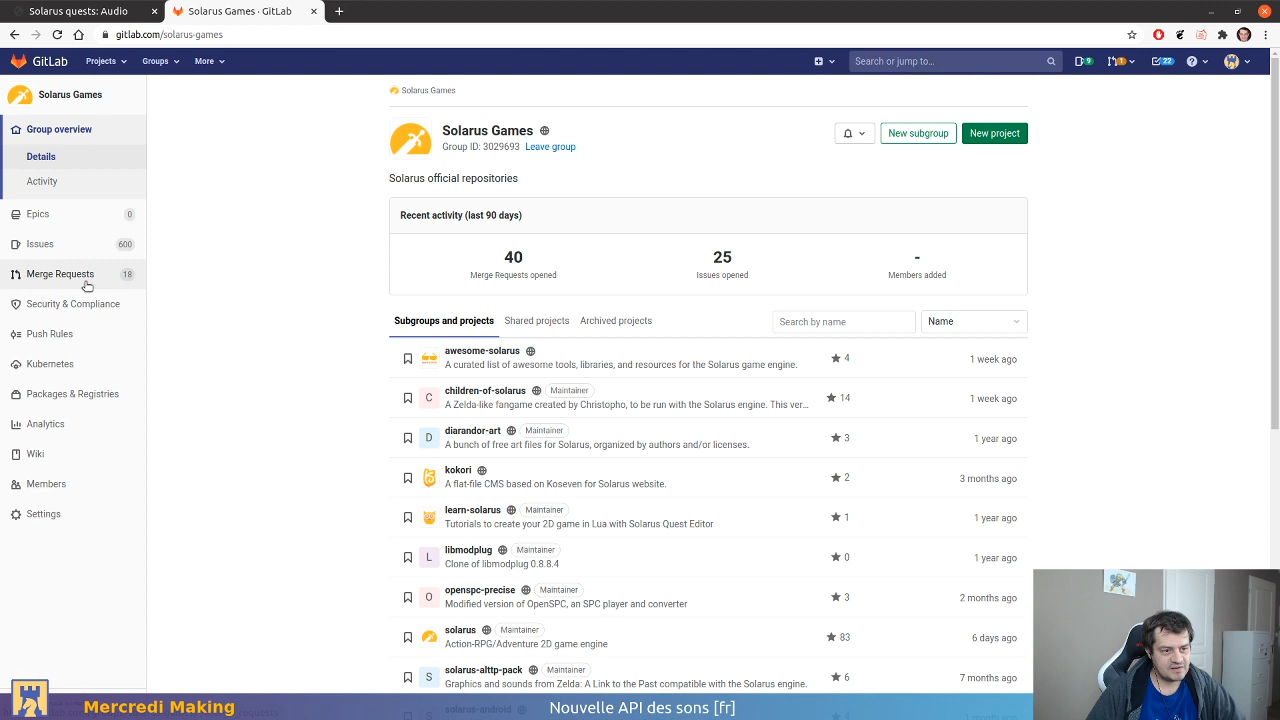 Solarus quests: Audio
Solarus Games · GitLab
gitlab.com/solarus-games
GitLab Projects Groups More Search or jump to... 9 1 22
Solarus Games
Group overview
Details
Activity
Epics 0
Issues 600
Merge Requests 18
Security & Compliance
Push Rules
Kubernetes
Packages & Registries
Analytics
Wiki
Members
Settings
Solarus Games
Solarus Games
Group ID: 3029693 Leave group
New subgroup New project
Solarus official repositories
Recent activity (last 90 days)
40 25 -
Merge Requests opened Issues opened Members added
Subgroups and projects Shared projects Archived projects Search by name Name
awesome-solarus
A curated list of awesome tools, libraries, and resources for the Solarus game engine. 4 1 week ago
children-of-solarus Maintainer
A Zelda-like fangame created by Christopho, to be run with the Solarus engine. This ver... 14 1 week ago
diarandor-art Maintainer
A bunch of free art files for Solarus, organized by authors and/or licenses. 3 1 year ago
kokori
A flat-file CMS based on Koseven for Solarus website. 2 3 months ago
learn-solarus Maintainer
Tutorials to create your 2D game in Lua with Solarus Quest Editor 1 1 year ago
libmodplug Maintainer
Clone of libmodplug 0.8.8.4 0 1 year ago
openspc-precise Maintainer
Modified version of OpenSPC, an SPC player and converter 3 2 months ago
solarus Maintainer
Action-RPG/Adventure 2D game engine 83 6 days ago
solarus-alttp-pack Maintainer
Graphics and sounds from Zelda: A Link to the Past compatible with the Solarus engine. 6 7 months ago
solarus-android
Mercredi Making
Nouvelle API des sons [fr]